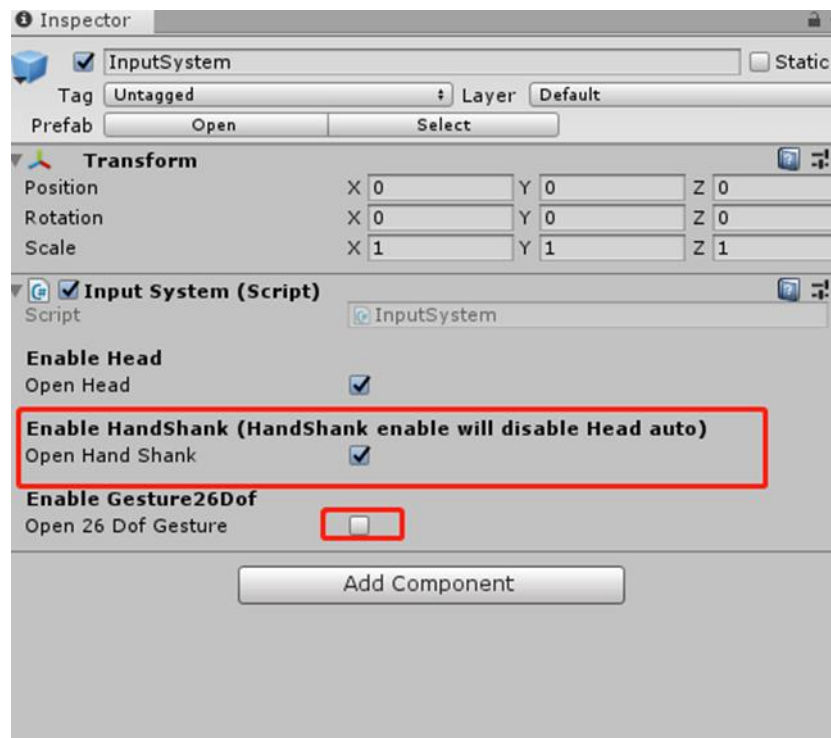 Inspector
InputSystem Static
Tag Untagged Layer Default
Prefab Open Select
Transform
Position X 0 Y 0 Z 0
Rotation X 0 Y 0 Z 0
Scale X 1 Y 1 Z 1
Input System (Script)
Script InputSystem
Enable Head
Open Head
Enable HandShank (HandShank enable will disable Head auto)
Open Hand Shank
Enable Gesture26Dof
Open 26 Dof Gesture
Add Component